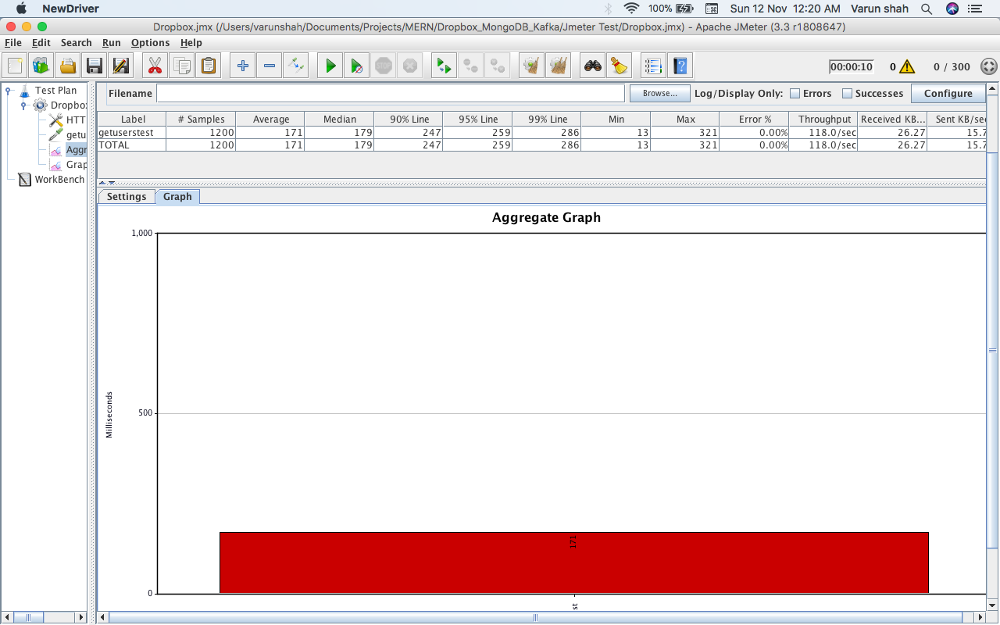 NewDriver 100% Sun 12 Nov 12:20 AM Varun shah
Dropbox.jmx (/Users/varunshah/Documents/Projects/MERN/Dropbox_MongoDB_Kafka/Jmeter Test/Dropbox.jmx) - Apache JMeter (3.3 r1808647)
File Edit Search Run Options Help
STOP 00:00:10 0 0 / 300 ?
Test Plan
Dropbo
HTT
getu
Aggr
Grap
WorkBench
Filename Browse... Log/Display Only: Errors Successes Configure
Label # Samples Average Median 90% Line 95% Line 99% Line Min Max Error % Throughput Received KB... Sent KB/sec
getuserstest 1200 171 179 247 259 286 13 321 0.00% 118.0/sec 26.27 15.7
TOTAL 1200 171 179 247 259 286 13 321 0.00% 118.0/sec 26.27 15.7
Settings Graph
Aggregate Graph
1,000
500
0
Milliseconds
171
st